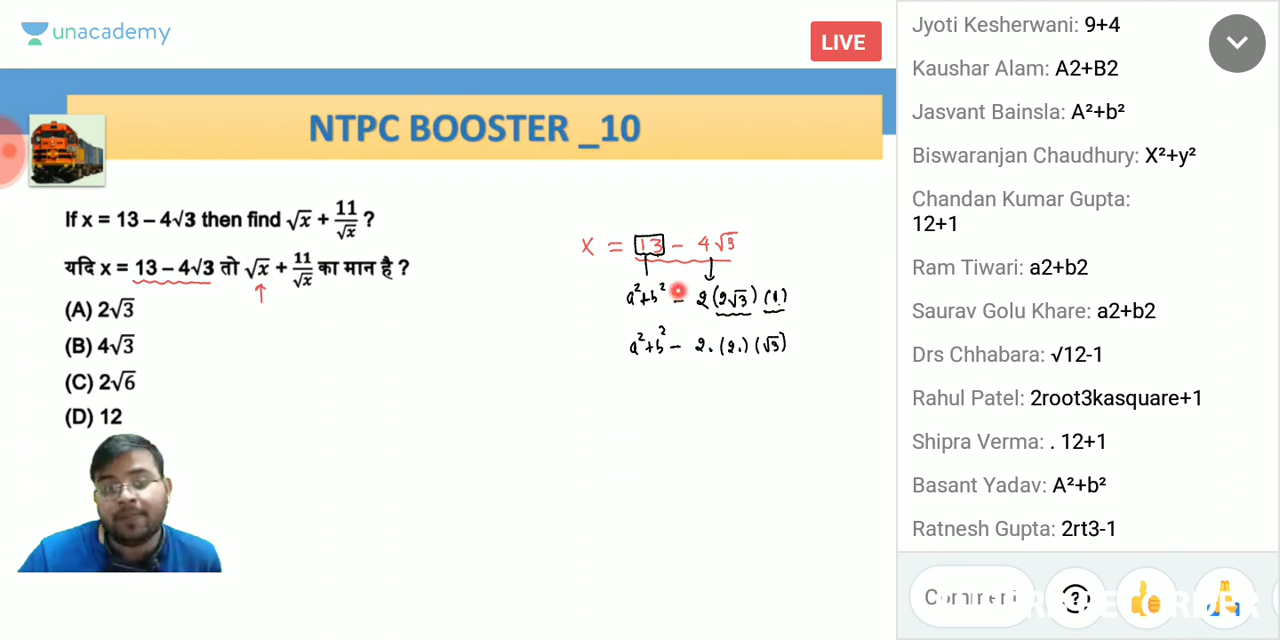 unacademy
LIVE
NTPC BOOSTER _10
If x = 13 – 4√3 then find √x + 11/√x ?
यदि x = 13 – 4√3 तो √x + 11/√x का मान है ?
(A) 2√3
(B) 4√3
(C) 2√6
(D) 12
x = 13 – 4√3
a²+b² – 2(2√3)(1)
a²+b² – 2.(2.)(√3)
Jyoti Kesherwani: 9+4
Kaushar Alam: A2+B2
Jasvant Bainsla: A²+b²
Biswaranjan Chaudhury: X²+y²
Chandan Kumar Gupta:
12+1
Ram Tiwari: a2+b2
Saurav Golu Khare: a2+b2
Drs Chhabara: √12-1
Rahul Patel: 2root3kasquare+1
Shipra Verma: . 12+1
Basant Yadav: A²+b²
Ratnesh Gupta: 2rt3-1